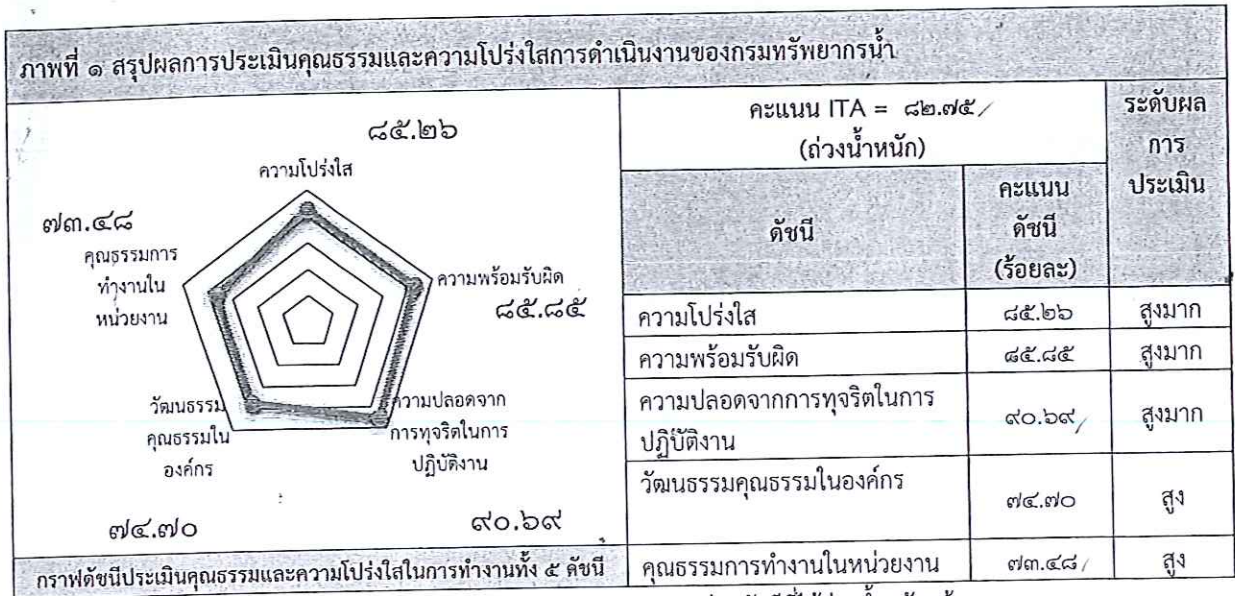 ภาพที่ ๑ สรุปผลการประเมินคุณธรรมและความโปร่งใสการดำเนินงานของกรมทรัพยากรน้ำ
๘๕.๒๖
ความโปร่งใส
๗๓.๔๘
คุณธรรมการ
ทำงานใน
หน่วยงาน
ความพร้อมรับผิด
๘๕.๘๕
วัฒนธรรม
คุณธรรมใน
องค์กร
ความปลอดจาก
การทุจริตในการ
ปฏิบัติงาน
๗๔.๗๐
๙๐.๖๙
กราฟดัชนีประเมินคุณธรรมและความโปร่งใสในการทำงานทั้ง ๕ ดัชนี
คะแนน ITA = ๘๒.๗๕
(ถ่วงน้ำหนัก)
ระดับผล
การ
ประเมิน
ดัชนี
คะแนน
ดัชนี
(ร้อยละ)
ความโปร่งใส ๘๕.๒๖ สูงมาก
ความพร้อมรับผิด ๘๕.๘๕ สูงมาก
ความปลอดจากการทุจริตในการ
ปฏิบัติงาน ๙๐.๖๙ สูงมาก
วัฒนธรรมคุณธรรมในองค์กร ๗๔.๗๐ สูง
คุณธรรมการทำงานในหน่วยงาน ๗๓.๔๘ สูง